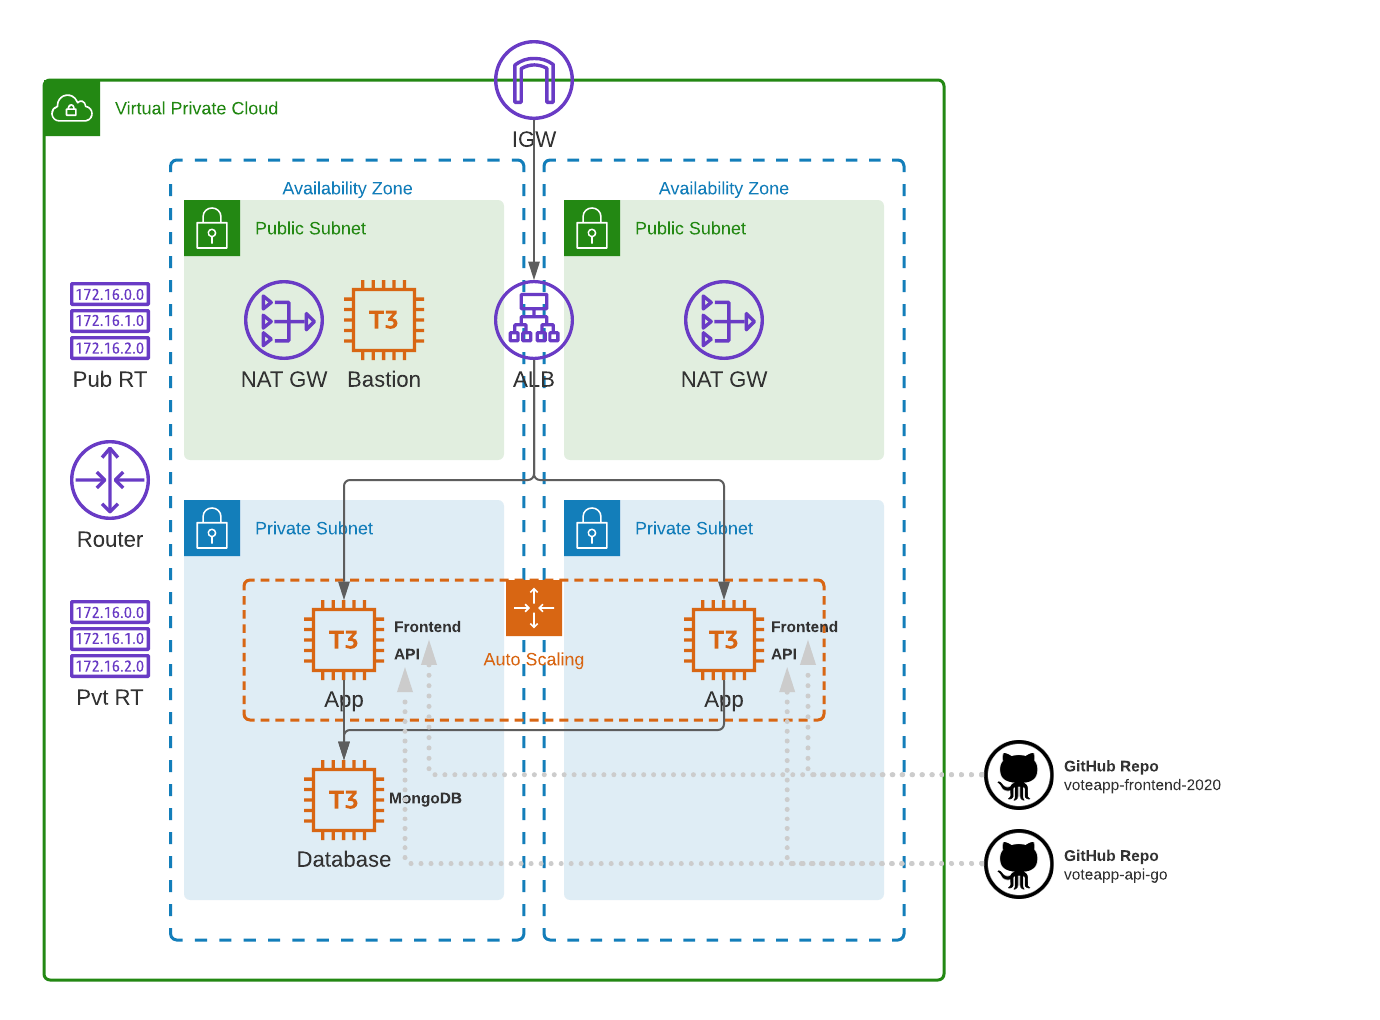 IGW
Virtual Private Cloud
Availability Zone
Availability Zone
Public Subnet
Public Subnet
172.16.0.0
172.16.1.0
172.16.2.0
Pub RT
T3
NAT GW
Bastion
ALB
NAT GW
Router
Private Subnet
Private Subnet
172.16.0.0
172.16.1.0
172.16.2.0
Pvt RT
T3
Frontend
API
App
Auto Scaling
T3
Frontend
API
App
T3
MongoDB
Database
GitHub Repo
voteapp-frontend-2020
GitHub Repo
voteapp-api-go